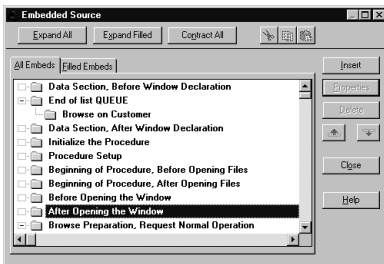 Embedded Source
Expand All
Expand Filled
Contract All
All Embeds
Filled Embeds
Data Section, Before Window Declaration
End of list QUEUE
Browse on Customer
Data Section, After Window Declaration
Initialize the Procedure
Procedure Setup
Beginning of Procedure, Before Opening Files
Beginning of Procedure, After Opening Files
Before Opening the Window
After Opening the Window
Browse Preparation, Request Normal Operation
Insert
Properties
Delete
Close
Help